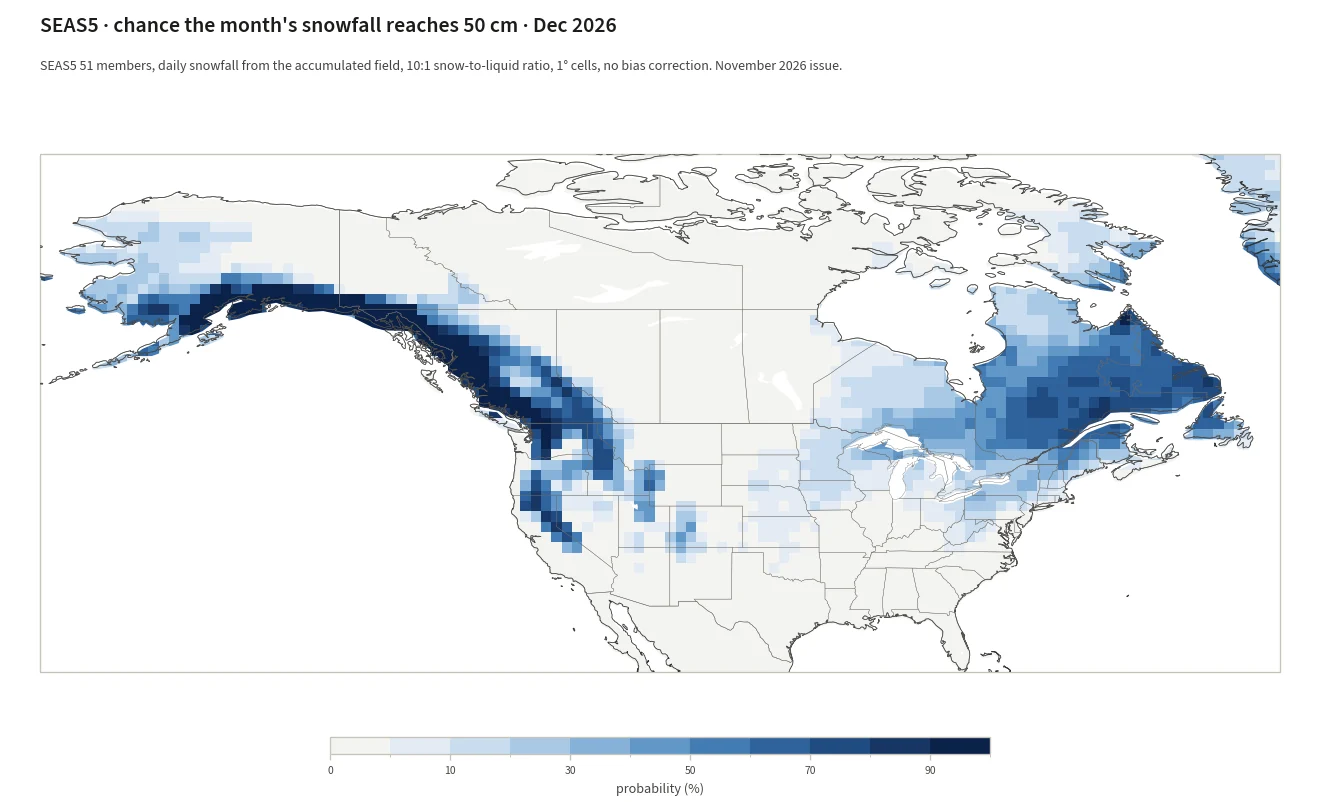 SEAS5 · chance the month's snowfall reaches 50 cm · Dec 2026
SEAS5 51 members, daily snowfall from the accumulated field, 10:1 snow-to-liquid ratio, 1° cells, no bias correction. November 2026 issue.
0 10 30 50 70 90
probability (%)